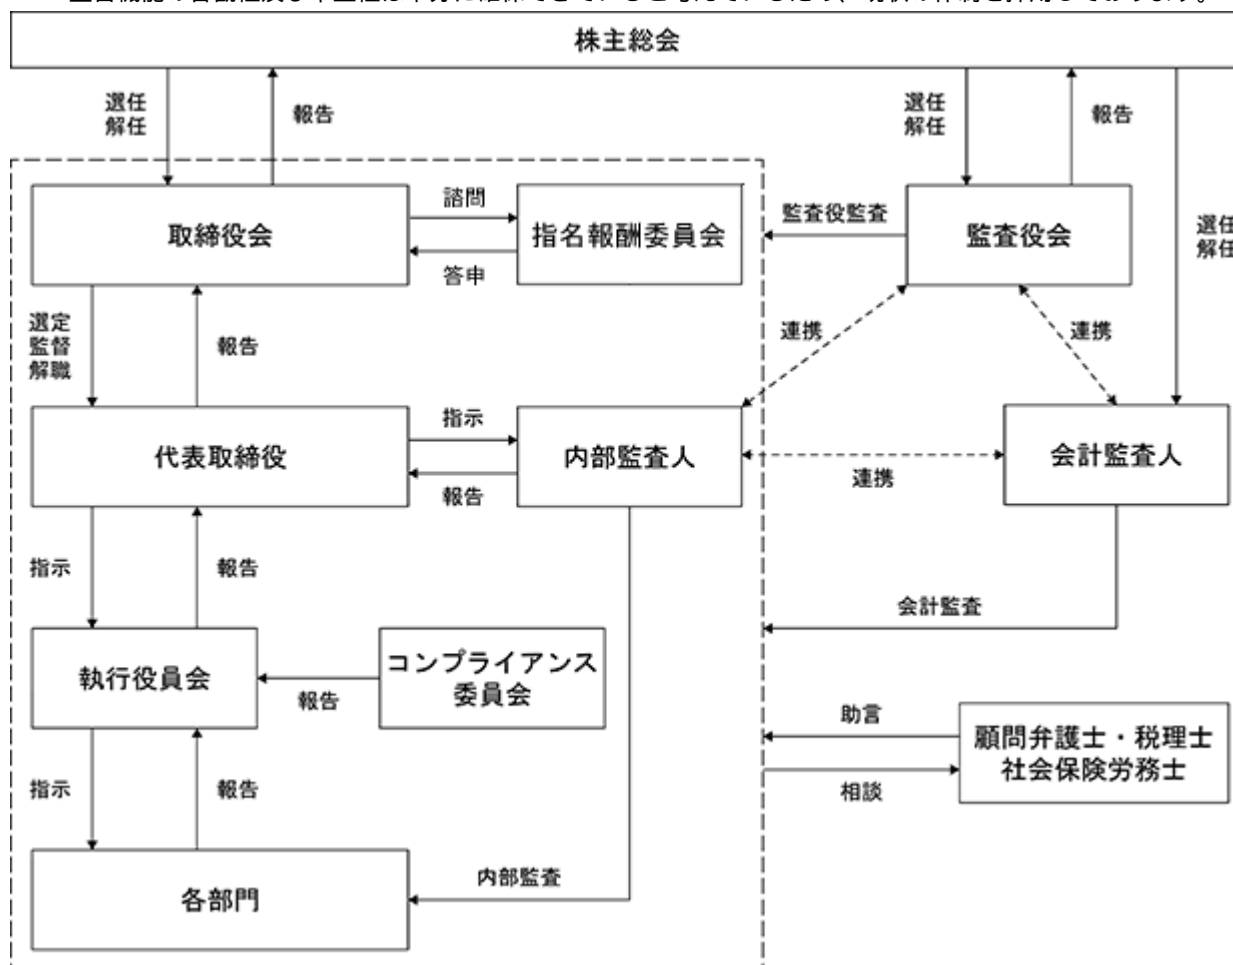 株主総会
選任
解任
報告
選任
解任
報告
選任
解任
取締役会
諮問
答申
指名報酬委員会
監査役監査
監査役会
選定
監督
解職
報告
連携
連携
代表取締役
指示
報告
内部監査人
連携
会計監査人
指示
報告
会計監査
執行役員会
報告
コンプライアンス
委員会
助言
相談
顧問弁護士・税理士
社会保険労務士
指示
報告
各部門
内部監査